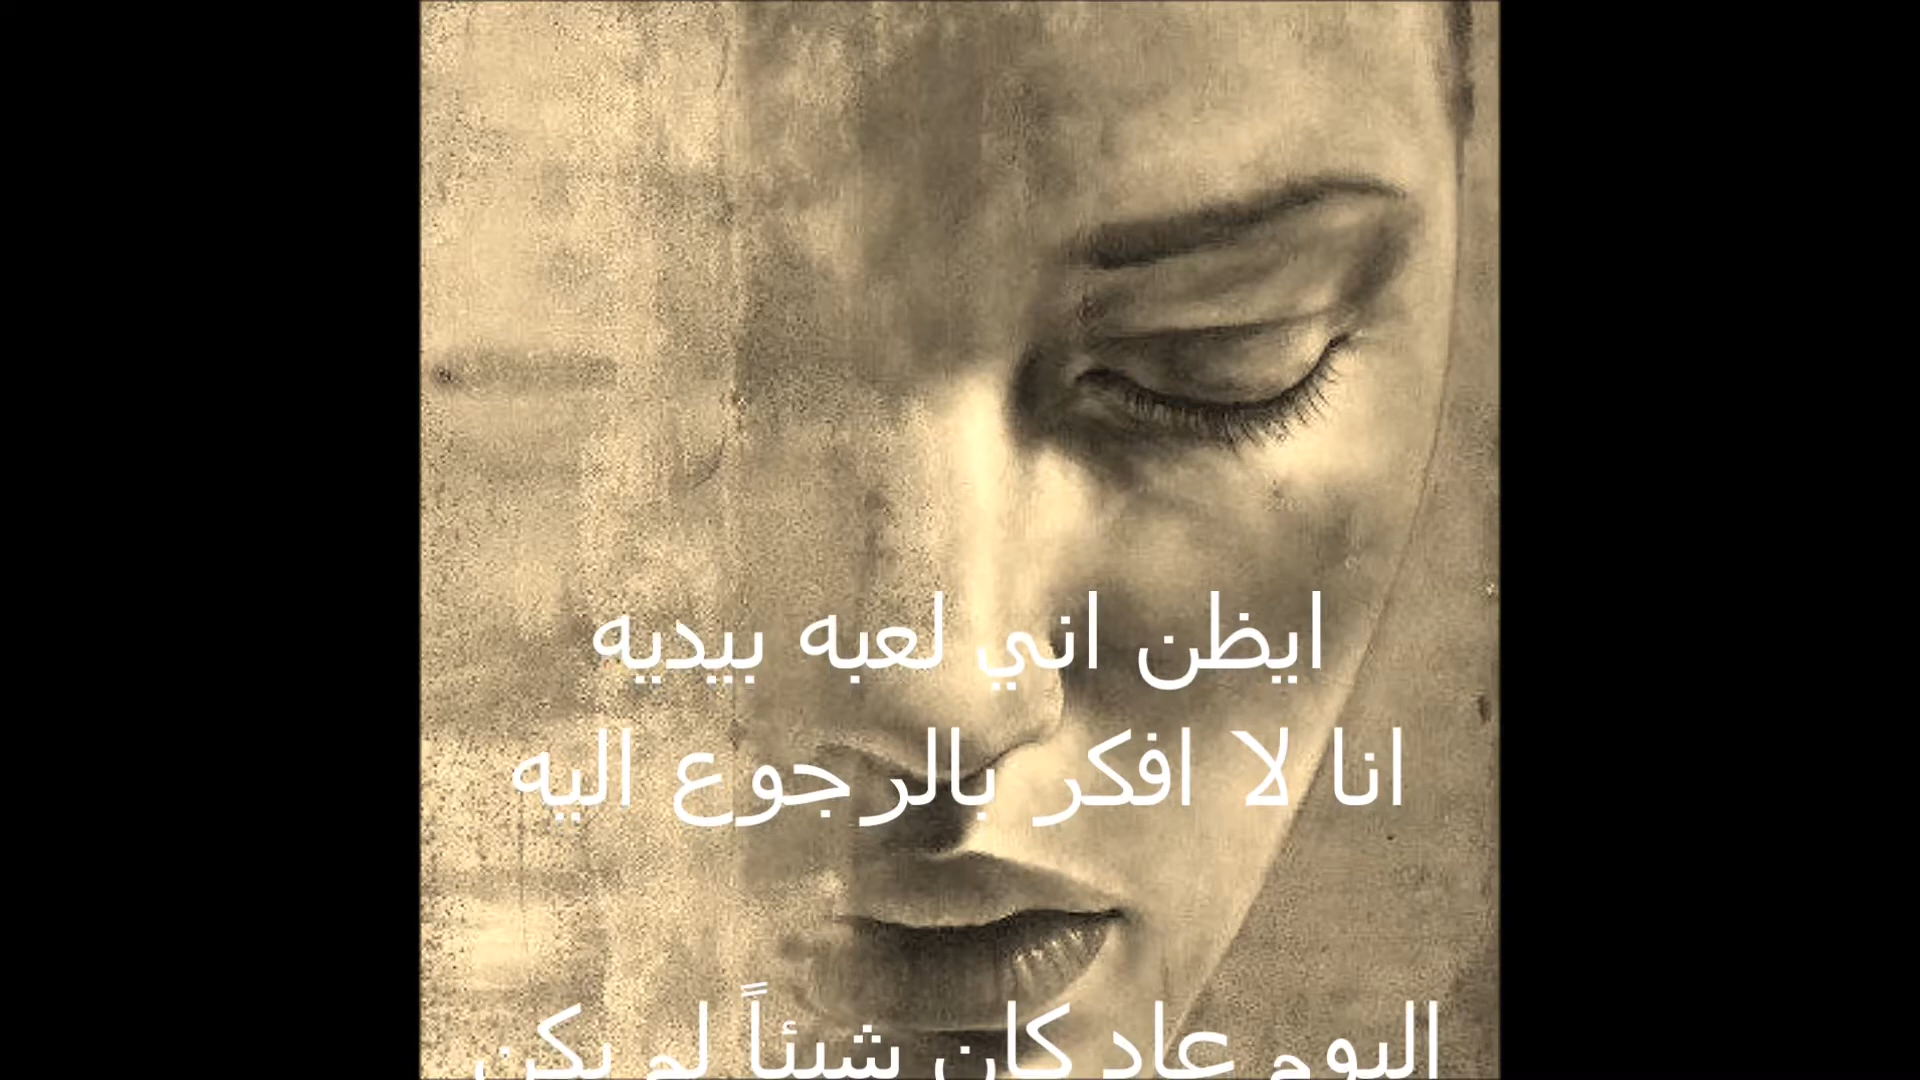 ايظن اني لعبه بيديه
انا لا افكر بالرجوع اليه
اليوم عاد كان شيئاً لم يكن